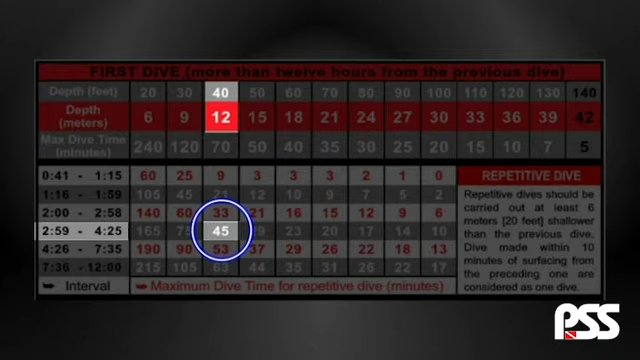 FIRST DIVE (more than twelve hours from the previous dive)
Depth (feet) 20 30 40 50 60 70 80 90 100 110 120 130 140
Depth (meters) 6 9 12 15 18 21 24 27 30 33 36 39 42
Max Dive Time (minutes) 240 120 70 50 40 35 30 25 20 15 10 5
0:41 - 1:15 60 25 9 3 3 3 2 1 0
1:16 - 1:59 105 45 21 12 10 9 7 5 2
2:00 - 2:58 140 60 33 21 16 15 12 9 6
2:59 - 4:25 165 45 23 20 17 14 10
4:26 - 7:35 190 90 53 37 29 26 22 18 13
7:36 - 12:00 215 105 63 44 35 31 26 22 17
Interval Maximum Dive Time for repetitive dive (minutes)
REPETITIVE DIVE
Repetitive dives should be
carried out at least 6
meters [20 feet] shallower
than the previous dive.
Dive made within 10
minutes of surfacing from
the preceding one are
considered as one dive.
PSS